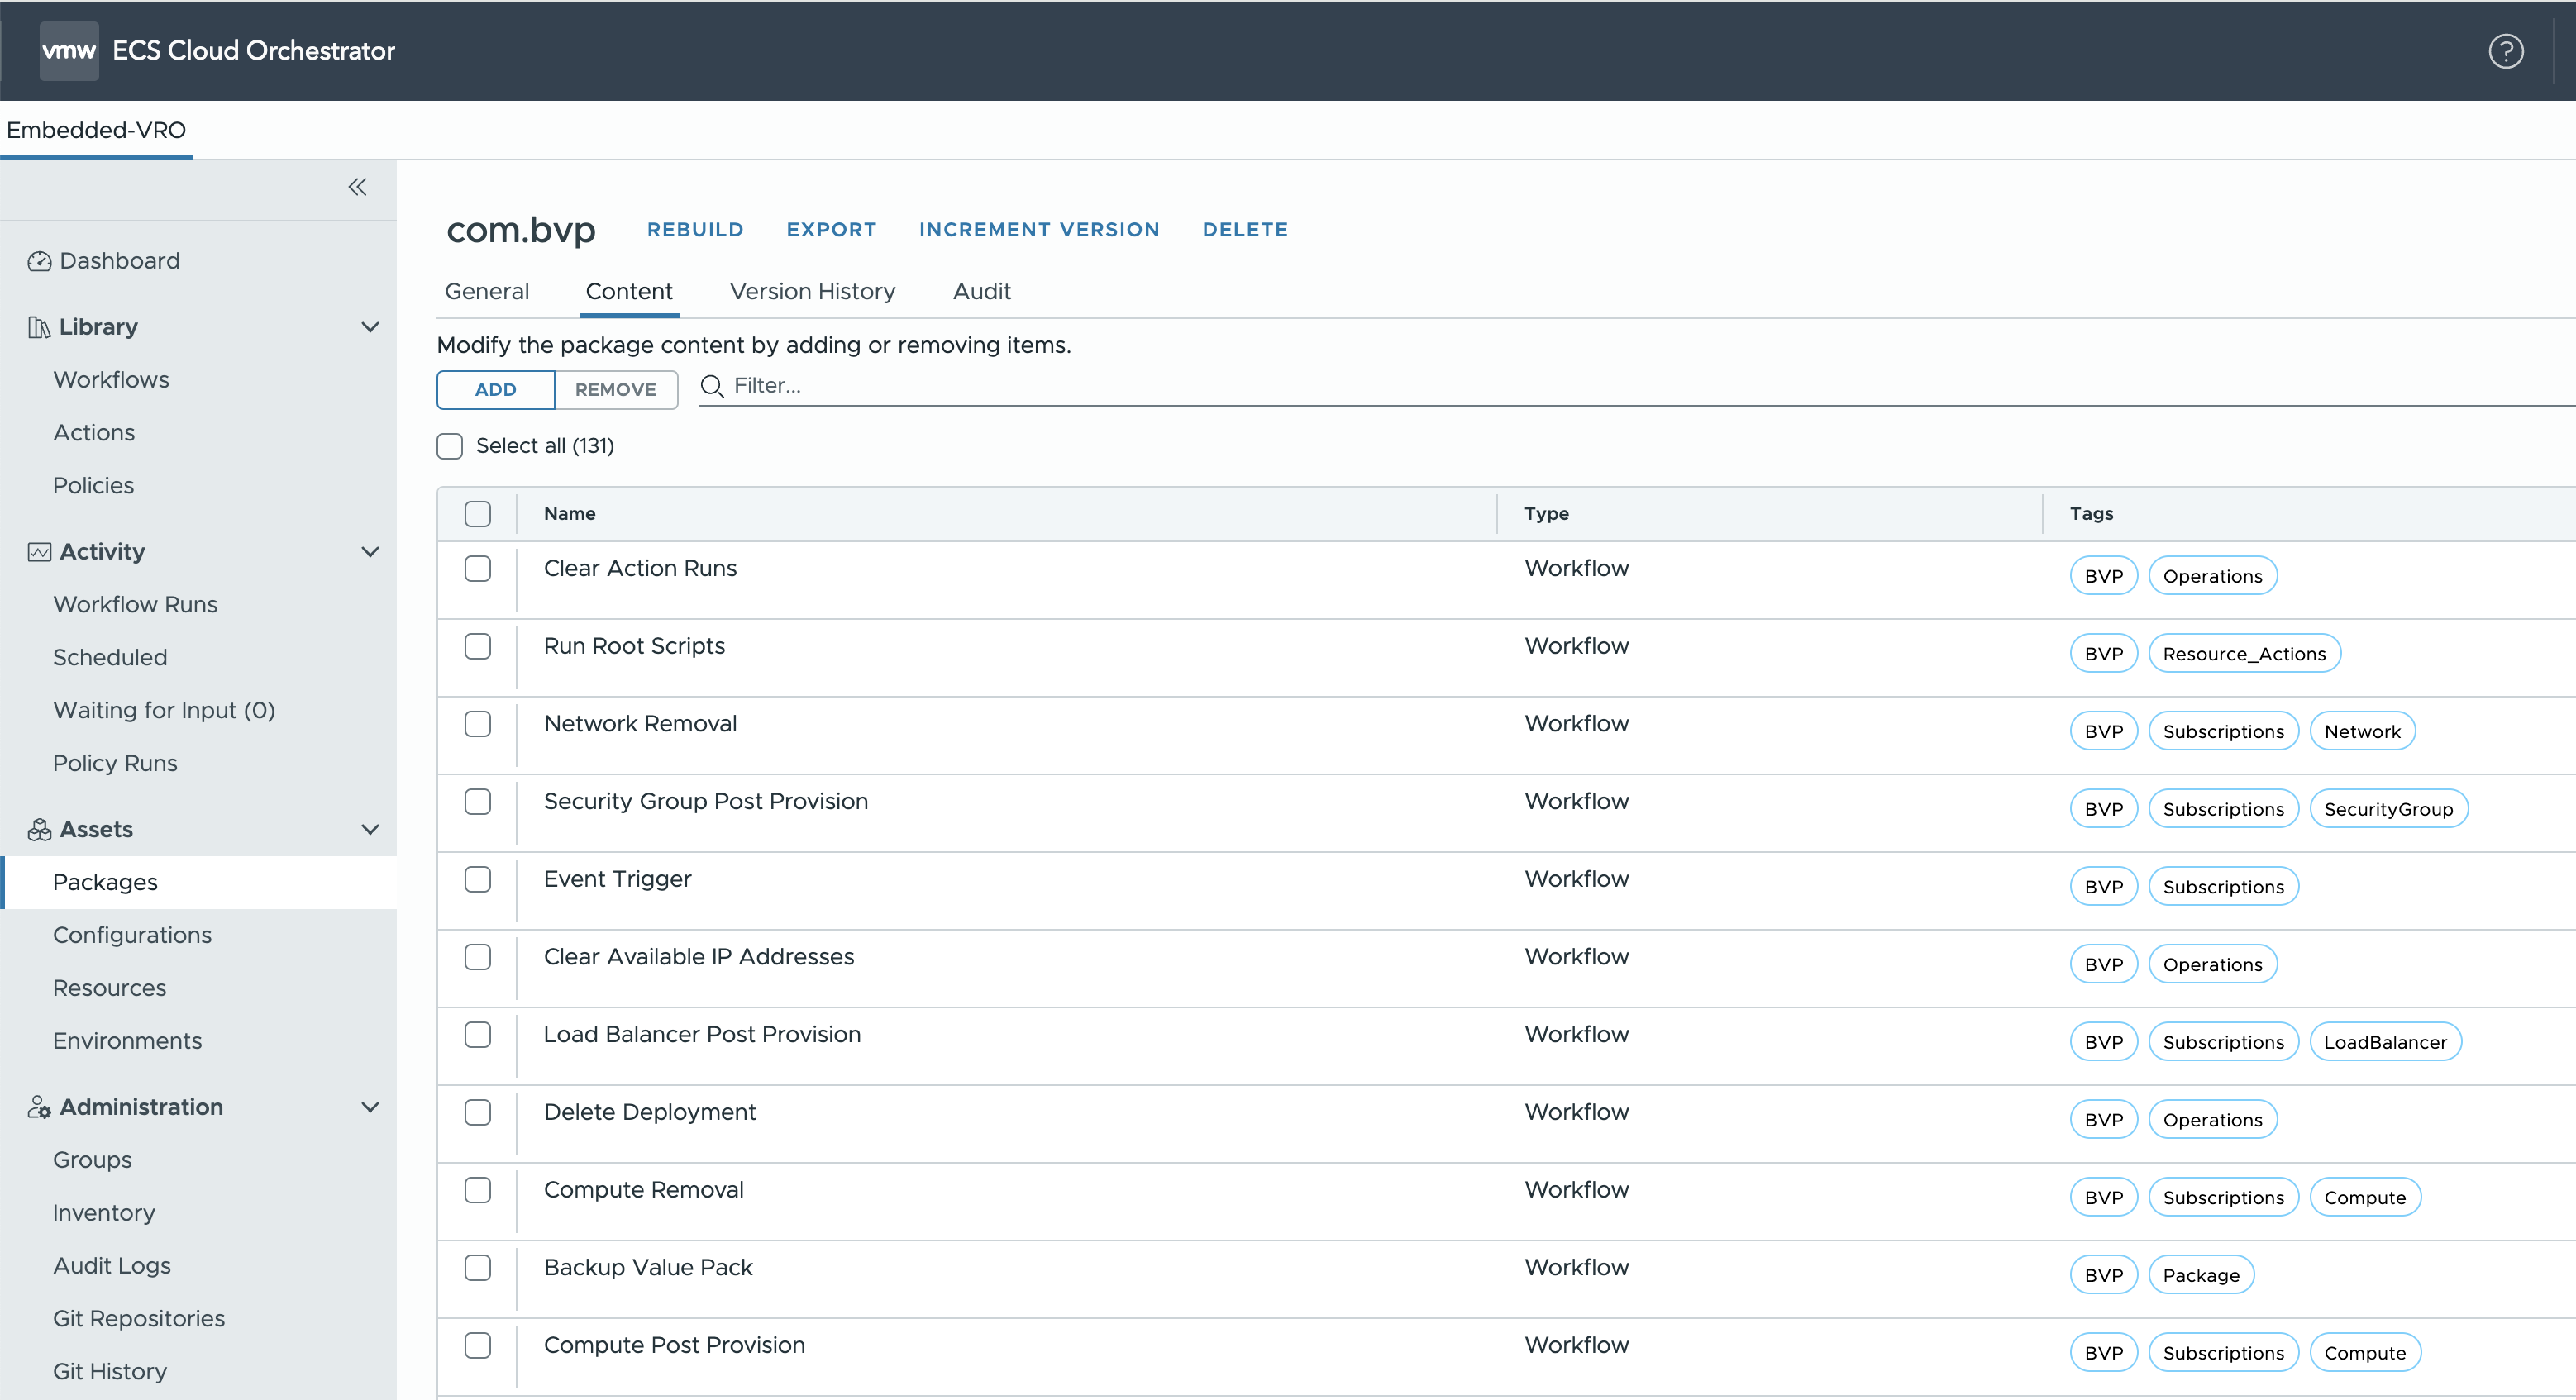 vmw ECS Cloud Orchestrator ?
Embedded-VRO
Dashboard
Library
Workflows
Actions
Policies
Activity
Workflow Runs
Scheduled
Waiting for Input (0)
Policy Runs
Assets
Packages
Configurations
Resources
Environments
Administration
Groups
Inventory
Audit Logs
Git Repositories
Git History
com.bvp REBUILD EXPORT INCREMENT VERSION DELETE
General Content Version History Audit
Modify the package content by adding or removing items.
ADD REMOVE Filter...
Select all (131)
Name Type Tags
Clear Action Runs Workflow BVP Operations
Run Root Scripts Workflow BVP Resource_Actions
Network Removal Workflow BVP Subscriptions Network
Security Group Post Provision Workflow BVP Subscriptions SecurityGroup
Event Trigger Workflow BVP Subscriptions
Clear Available IP Addresses Workflow BVP Operations
Load Balancer Post Provision Workflow BVP Subscriptions LoadBalancer
Delete Deployment Workflow BVP Operations
Compute Removal Workflow BVP Subscriptions Compute
Backup Value Pack Workflow BVP Package
Compute Post Provision Workflow BVP Subscriptions Compute